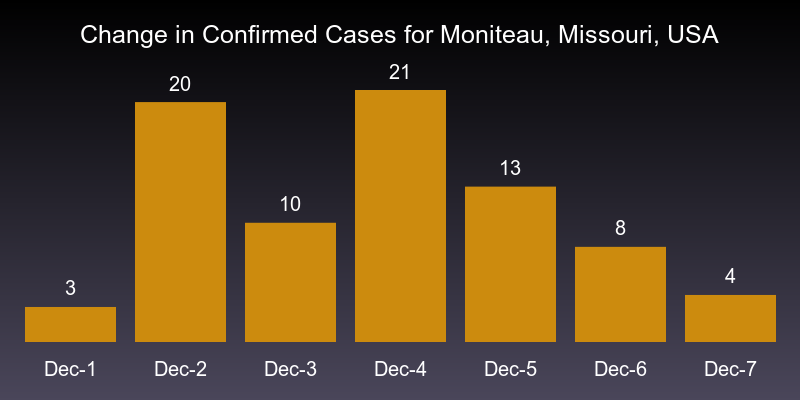 Change in Confirmed Cases for Moniteau, Missouri, USA
3 20 10 21 13 8 4
Dec-1 Dec-2 Dec-3 Dec-4 Dec-5 Dec-6 Dec-7